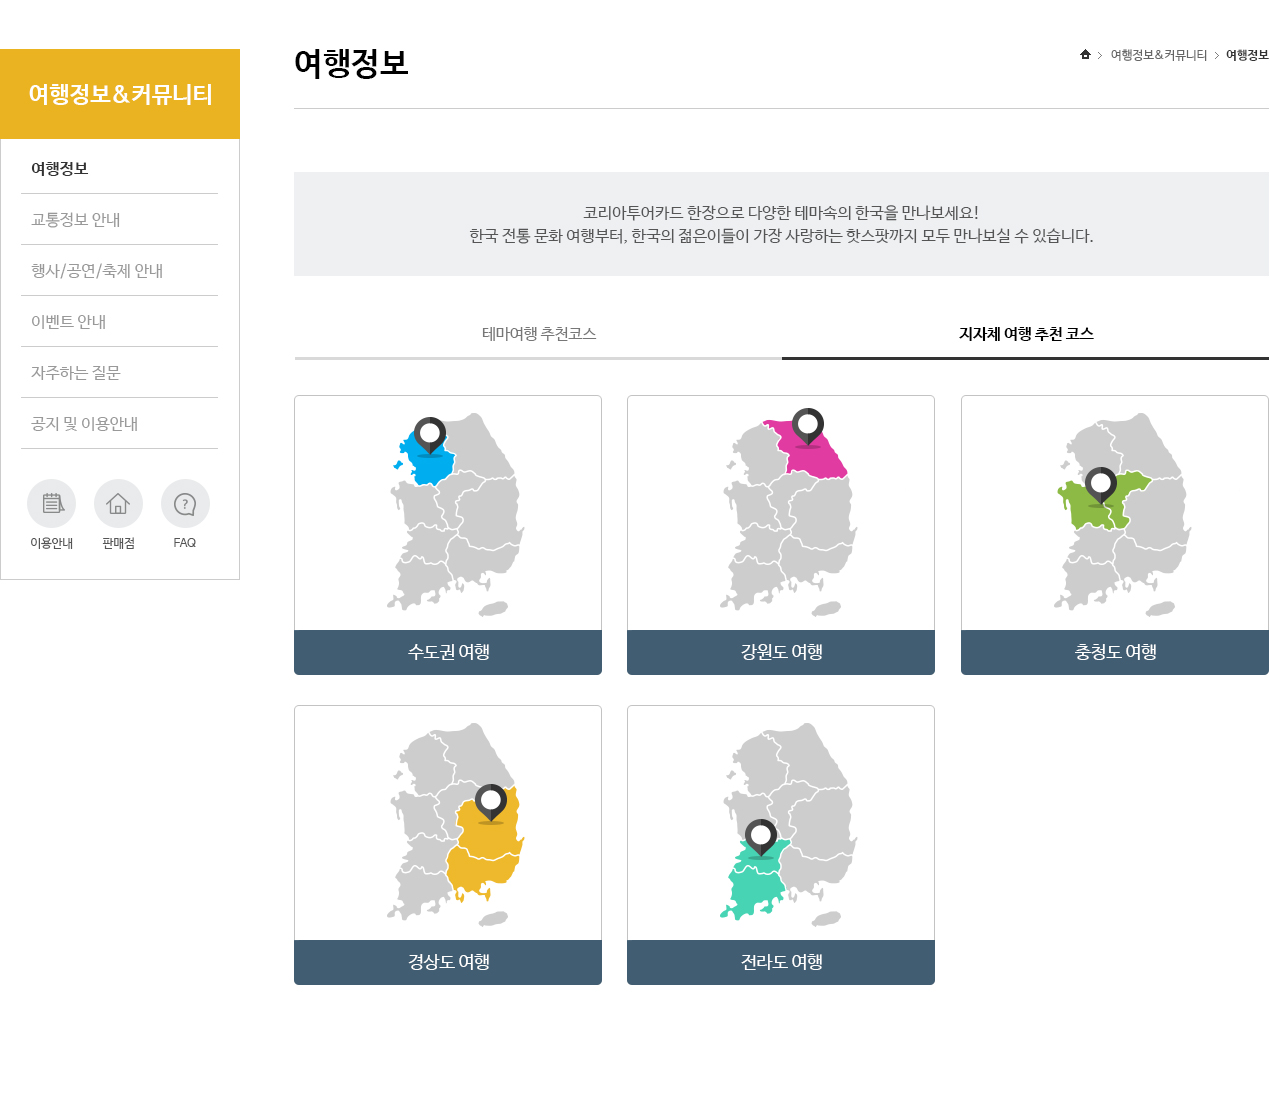 여행정보&커뮤니티
여행정보
교통정보 안내
행사/공연/축제 안내
이벤트 안내
자주하는 질문
공지 및 이용안내
이용안내
판매점
FAQ
여행정보
여행정보&커뮤니티 > 여행정보
코리아투어카드 한장으로 다양한 테마속의 한국을 만나보세요!
한국 전통 문화 여행부터, 한국의 젊은이들이 가장 사랑하는 핫스팟까지 모두 만나보실 수 있습니다.
테마여행 추천코스
지자체 여행 추천 코스
수도권 여행
강원도 여행
충청도 여행
경상도 여행
전라도 여행